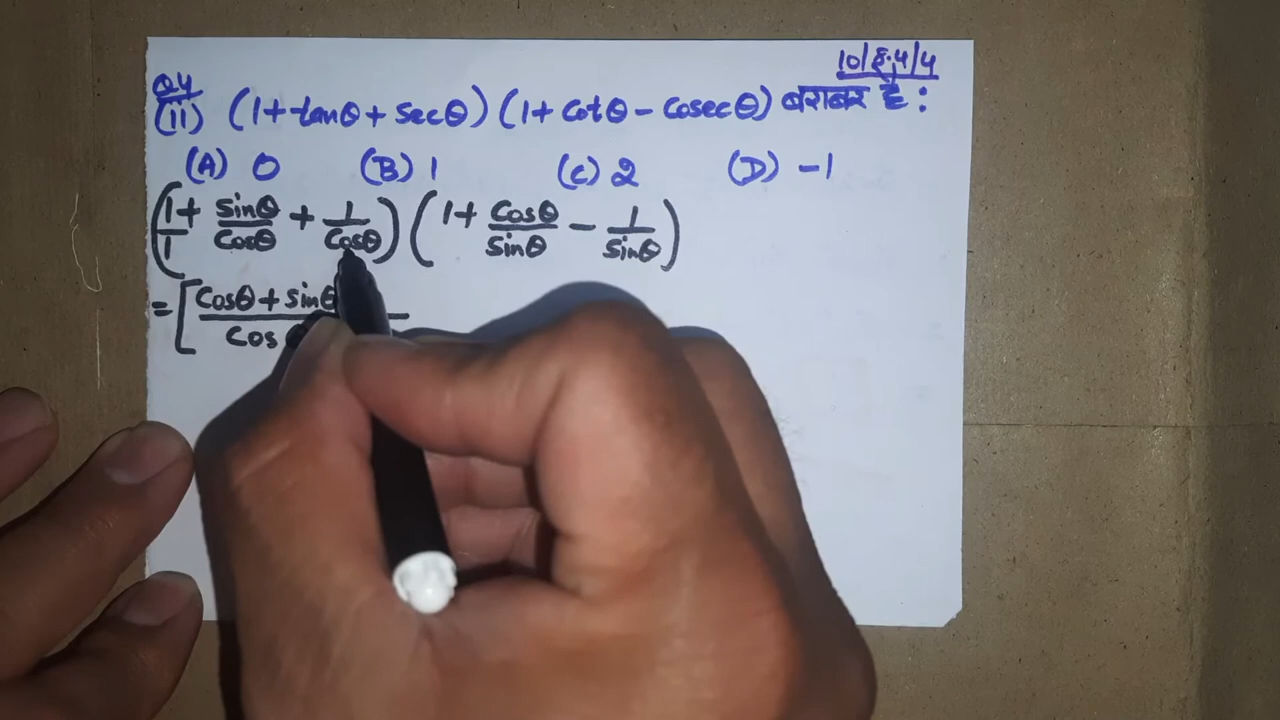 10/8.4/4
Q4
(ii) (1+tanθ+secθ)(1+cotθ-cosecθ) बराबर है:
(A) 0 (B) 1 (C) 2 (D) -1
(1/1 + sinθ/cosθ + 1/cosθ)(1 + cosθ/sinθ - 1/sinθ)
= [cosθ + sinθ / cos